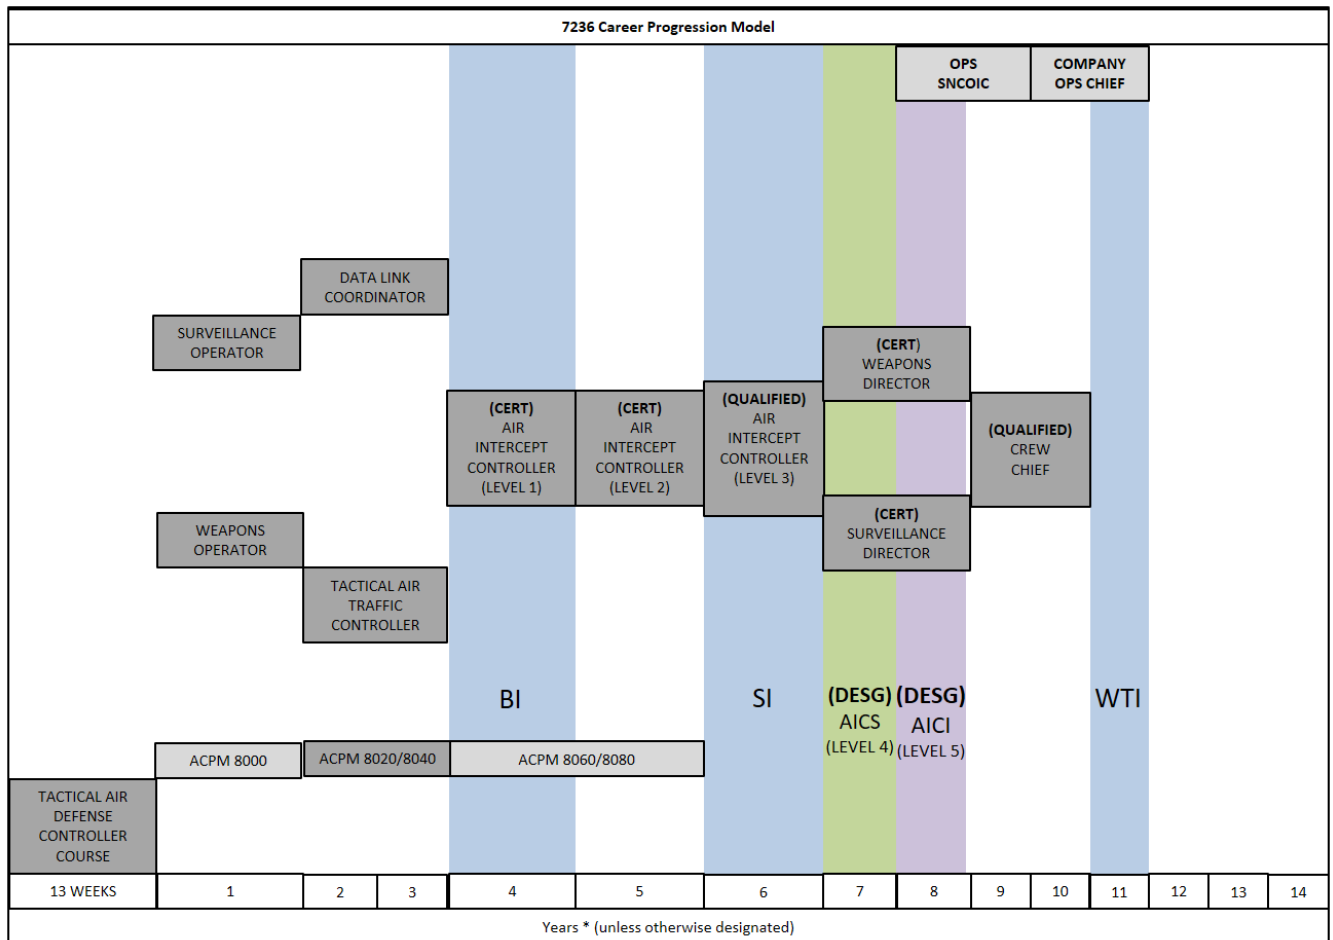 7236 Career Progression Model
OPS
SNCOIC
COMPANY
OPS CHIEF
DATA LINK
COORDINATOR
SURVEILLANCE
OPERATOR
(CERT)
WEAPONS
DIRECTOR
(CERT)
AIR
INTERCEPT
CONTROLLER
(LEVEL 1)
(CERT)
AIR
INTERCEPT
CONTROLLER
(LEVEL 2)
(QUALIFIED)
AIR
INTERCEPT
CONTROLLER
(LEVEL 3)
(QUALIFIED)
CREW
CHIEF
(CERT)
SURVEILLANCE
DIRECTOR
WEAPONS
OPERATOR
TACTICAL AIR
TRAFFIC
CONTROLLER
BI
SI
(DESG)
AICS
(LEVEL 4)
(DESG)
AICI
(LEVEL 5)
WTI
ACPM 8000
ACPM 8020/8040
ACPM 8060/8080
TACTICAL AIR
DEFENSE
CONTROLLER
COURSE
13 WEEKS 1 2 3 4 5 6 7 8 9 10 11 12 13 14
Years * (unless otherwise designated)